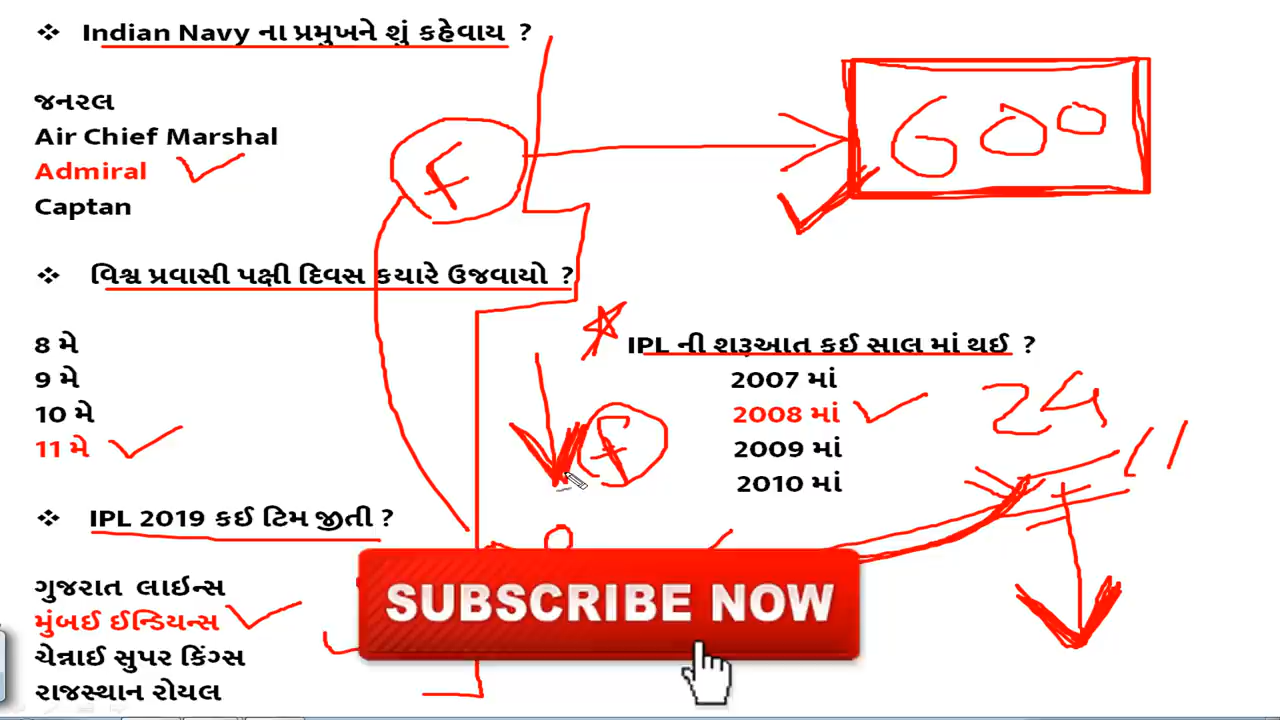 ❖ Indian Navy ના પ્રમુખને શું કહેવાય ?
જનરલ
Air Chief Marshal
Admiral
Captan
❖ વિશ્વ પ્રવાસી પક્ષી દિવસ કયારે ઉજવાયો ?
8 મે
9 મે
10 મે
11 મે
❖ IPL 2019 કઈ ટિમ જીતી ?
ગુજરાત લાઇન્સ
મુંબઈ ઈન્ડિયન્સ
ચેન્નાઈ સુપર કિંગ્સ
રાજસ્થાન રોયલ
600
IPL ની શરૂઆત કઈ સાલ માં થઈ ?
2007 માં
2008 માં
2009 માં
2010 માં
24
SUBSCRIBE NOW